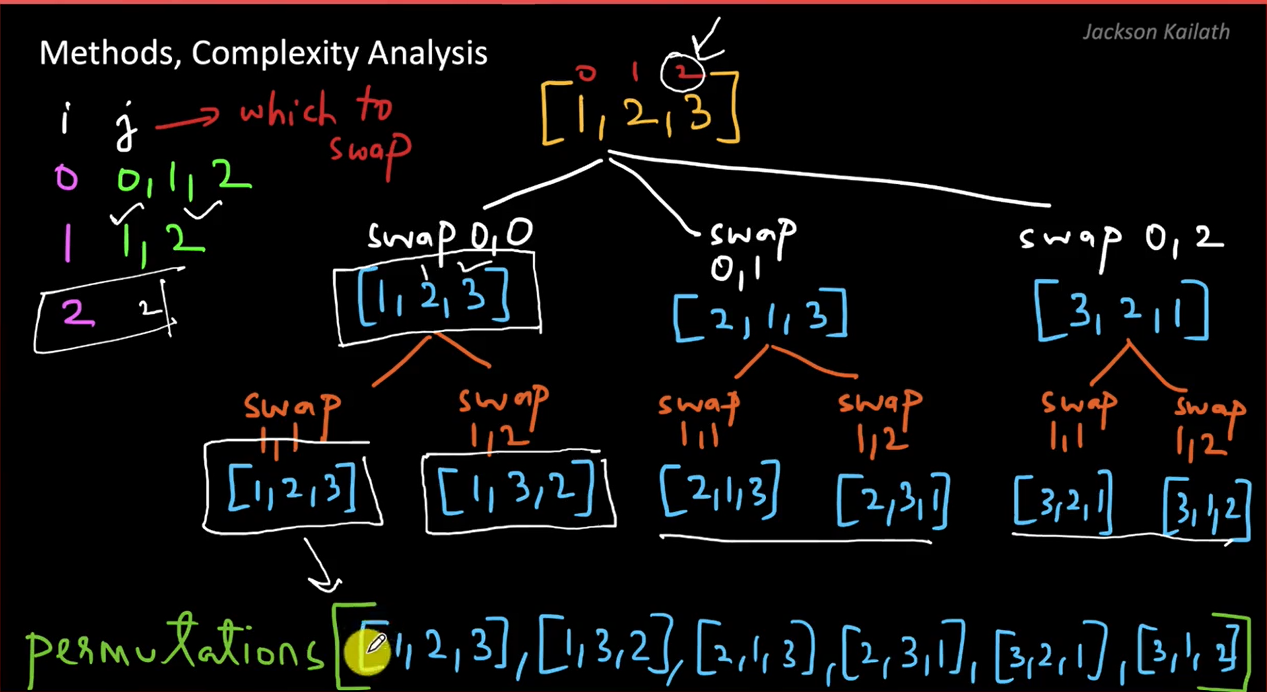 Jackson Kailath
Methods, Complexity Analysis
i j → which to swap
0 0, 1, 2
1 1, 2
2 2
0 1 2
[1, 2, 3]
swap 0, 0 swap 0, 1 swap 0, 2
1 2
[1, 2, 3] [2, 1, 3] [3, 2, 1]
swap 1, 1 swap 1, 2 swap 1, 1 swap 1, 2 swap 1, 1 swap 1, 2
[1, 2, 3] [1, 3, 2] [2, 1, 3] [2, 3, 1] [3, 2, 1] [3, 1, 2]
permutations [[1, 2, 3], [1, 3, 2], [2, 1, 3], [2, 3, 1], [3, 2, 1], [3, 1, 2]]